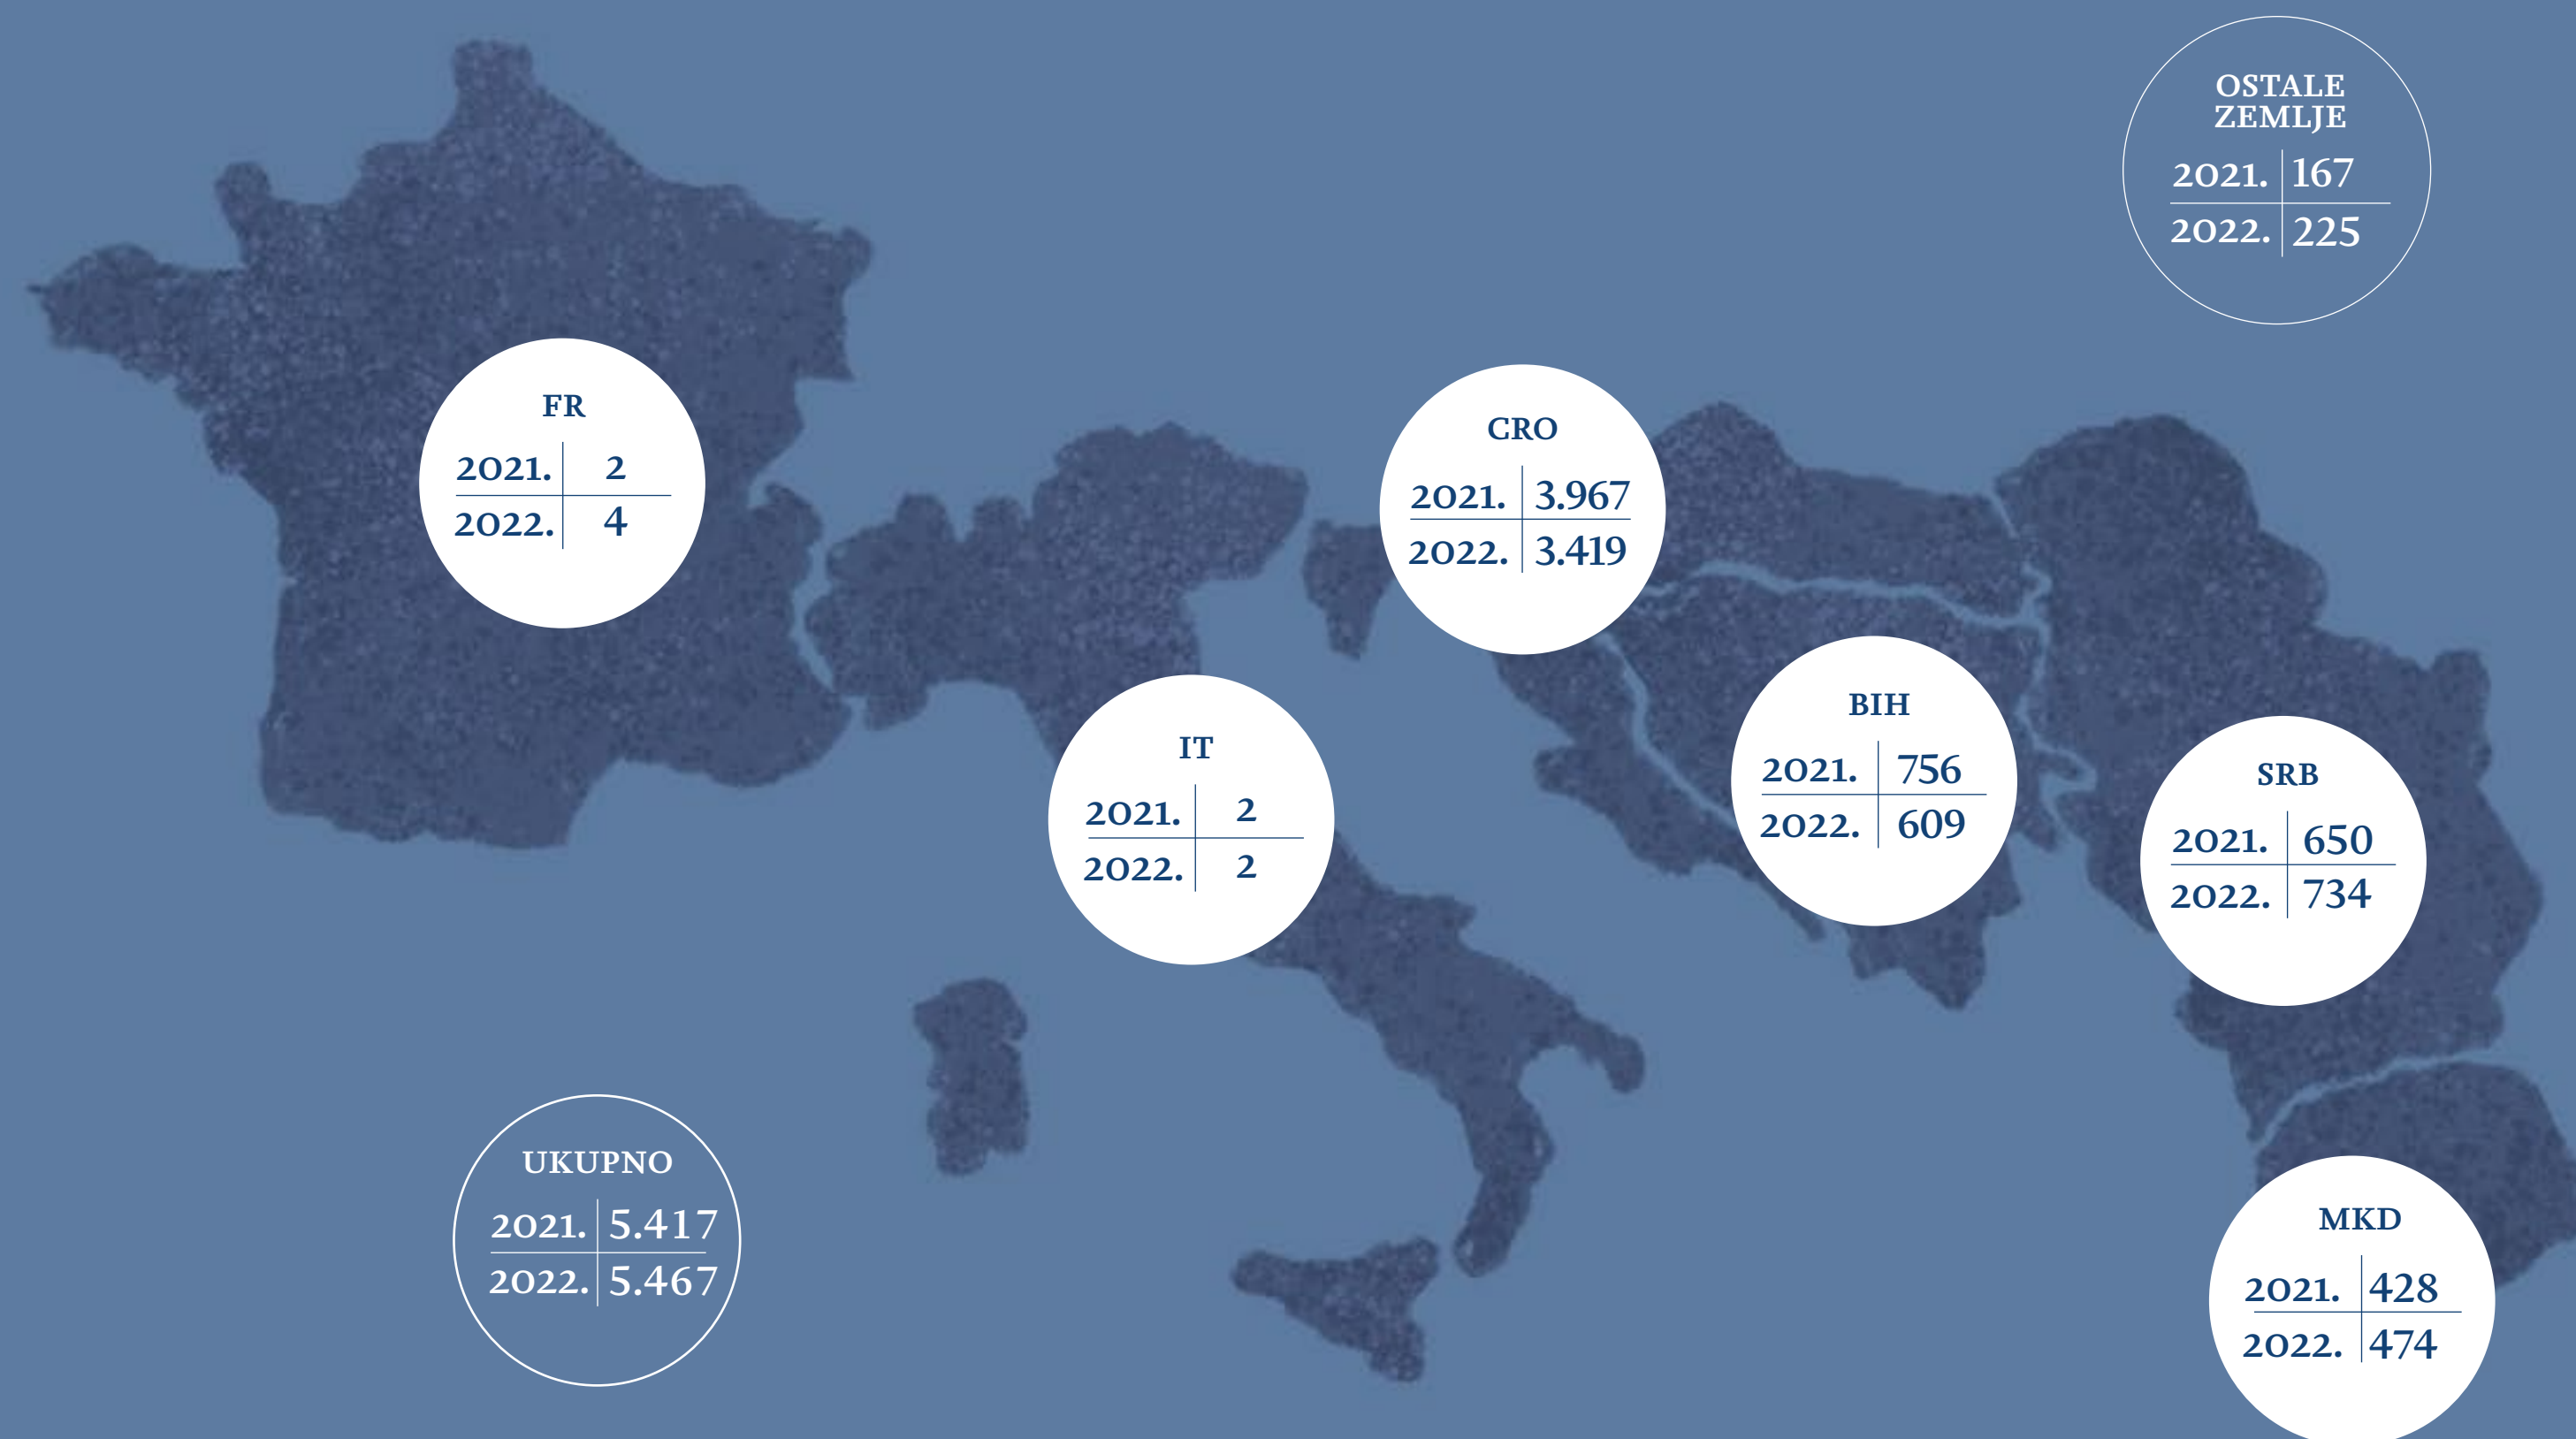 OSTALE
ZEMLJE
2021. 167
2022. 225
FR
2021. 2
2022. 4
CRO
2021. 3.967
2022. 3.419
IT
2021. 2
2022. 2
BIH
2021. 756
2022. 609
SRB
2021. 650
2022. 734
UKUPNO
2021. 5.417
2022. 5.467
MKD
2021. 428
2022. 474